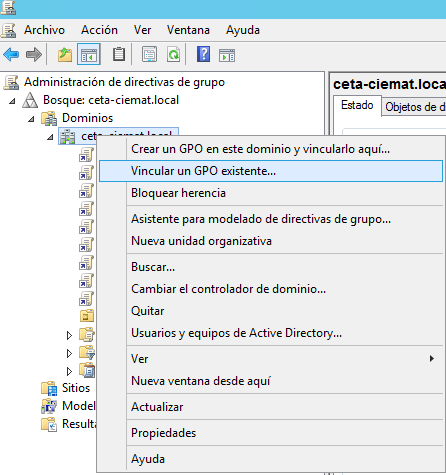 Archivo Acción Ver Ventana Ayuda
Administración de directivas de grupo
Bosque: ceta-ciemat.local
Dominios
ceta-ciemat.local
Sitios
Model
Resulta
ceta-ciemat.loca
Estado Objetos de d
Crear un GPO en este dominio y vincularlo aquí...
Vincular un GPO existente...
Bloquear herencia
Asistente para modelado de directivas de grupo...
Nueva unidad organizativa
Buscar...
Cambiar el controlador de dominio...
Quitar
Usuarios y equipos de Active Directory...
Ver
Nueva ventana desde aquí
Actualizar
Propiedades
Ayuda